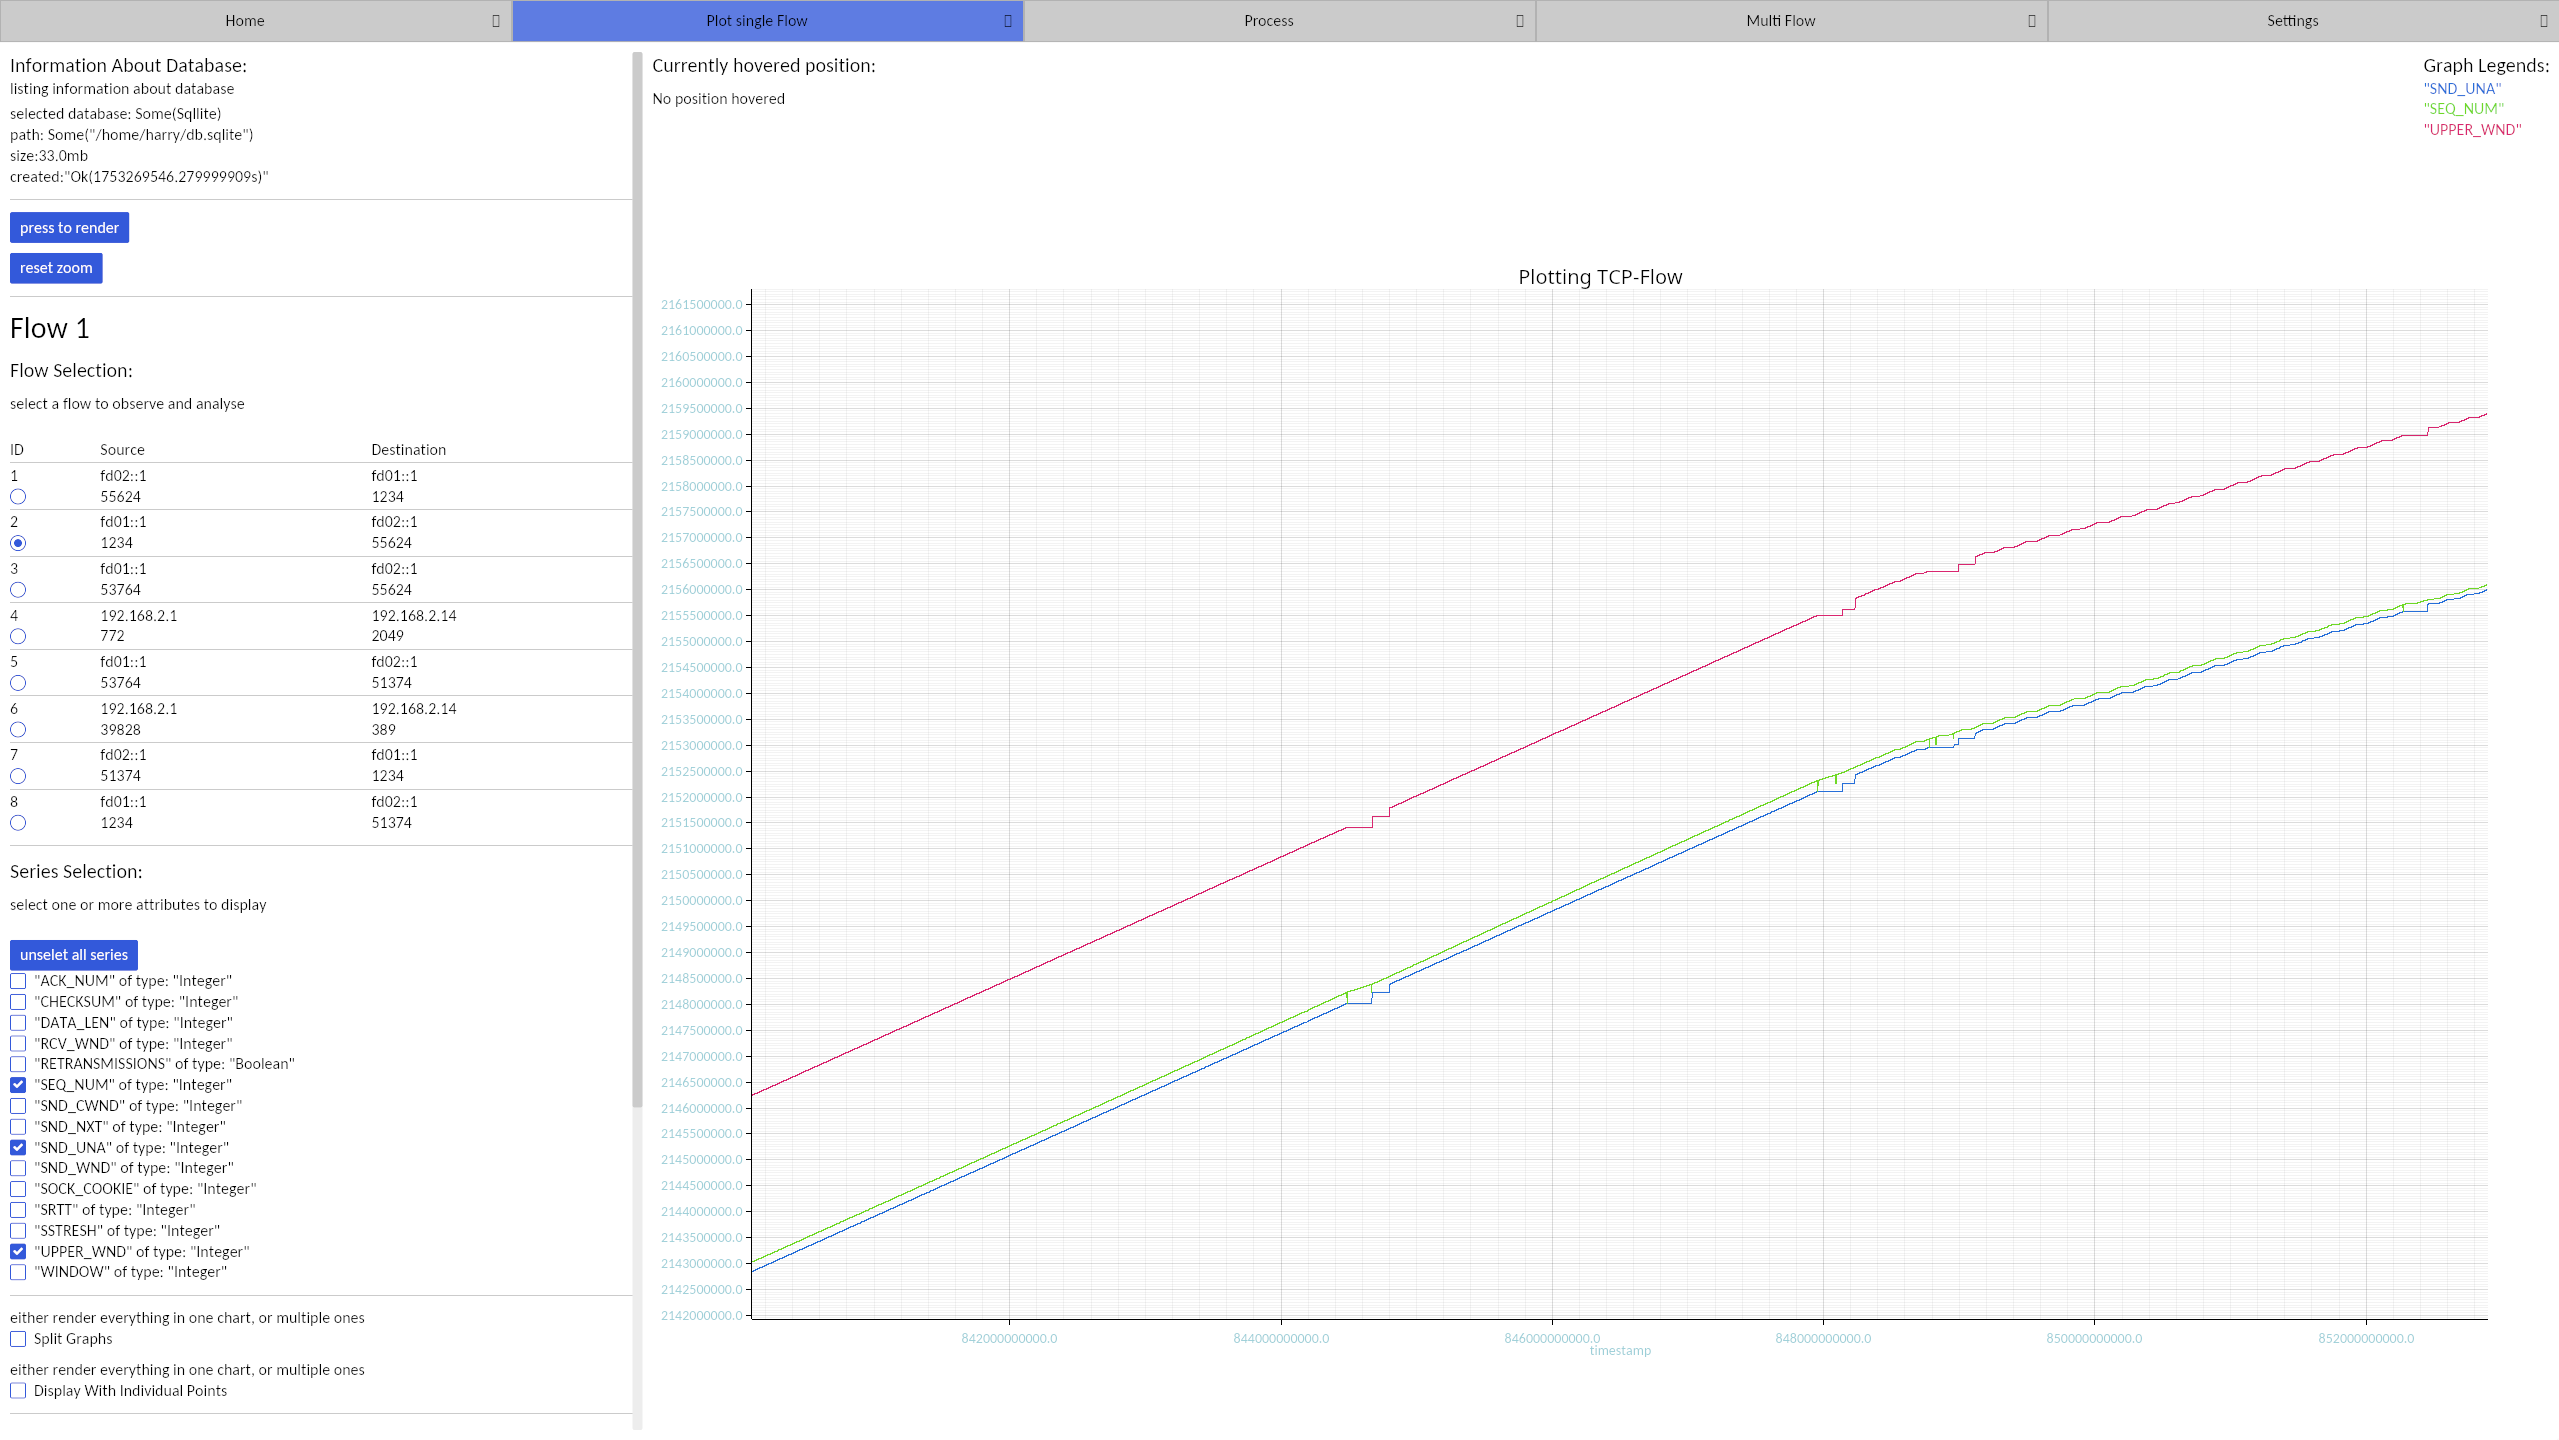 Home
Plot single Flow
Process
Multi Flow
Settings
Information About Database:
listing information about database
selected database: Some(Sqllite)
path: Some("/home/harry/db.sqlite")
size:33.0mb
created:"Ok(1753269546.279999909s)"
press to render
reset zoom
Flow 1
Flow Selection:
select a flow to observe and analyse
ID Source Destination
1 fd02::1 fd01::1
55624 1234
2 fd01::1 fd02::1
1234 55624
3 fd01::1 fd02::1
53764 55624
4 192.168.2.1 192.168.2.14
772 2049
5 fd01::1 fd02::1
53764 51374
6 192.168.2.1 192.168.2.14
39828 389
7 fd02::1 fd01::1
51374 1234
8 fd01::1 fd02::1
1234 51374
Series Selection:
select one or more attributes to display
unselet all series
"ACK_NUM" of type: "Integer"
"CHECKSUM" of type: "Integer"
"DATA_LEN" of type: "Integer"
"RCV_WND" of type: "Integer"
"RETRANSMISSIONS" of type: "Boolean"
"SEQ_NUM" of type: "Integer"
"SND_CWND" of type: "Integer"
"SND_NXT" of type: "Integer"
"SND_UNA" of type: "Integer"
"SND_WND" of type: "Integer"
"SOCK_COOKIE" of type: "Integer"
"SRTT" of type: "Integer"
"SSTRESH" of type: "Integer"
"UPPER_WND" of type: "Integer"
"WINDOW" of type: "Integer"
either render everything in one chart, or multiple ones
Split Graphs
either render everything in one chart, or multiple ones
Display With Individual Points
Currently hovered position:
No position hovered
Graph Legends:
"SND_UNA"
"SEQ_NUM"
"UPPER_WND"
Plotting TCP-Flow
2161500000.0
2161000000.0
2160500000.0
2160000000.0
2159500000.0
2159000000.0
2158500000.0
2158000000.0
2157500000.0
2157000000.0
2156500000.0
2156000000.0
2155500000.0
2155000000.0
2154500000.0
2154000000.0
2153500000.0
2153000000.0
2152500000.0
2152000000.0
2151500000.0
2151000000.0
2150500000.0
2150000000.0
2149500000.0
2149000000.0
2148500000.0
2148000000.0
2147500000.0
2147000000.0
2146500000.0
2146000000.0
2145500000.0
2145000000.0
2144500000.0
2144000000.0
2143500000.0
2143000000.0
2142500000.0
2142000000.0
842000000000.0 844000000000.0 846000000000.0 848000000000.0 850000000000.0 852000000000.0
timestamp